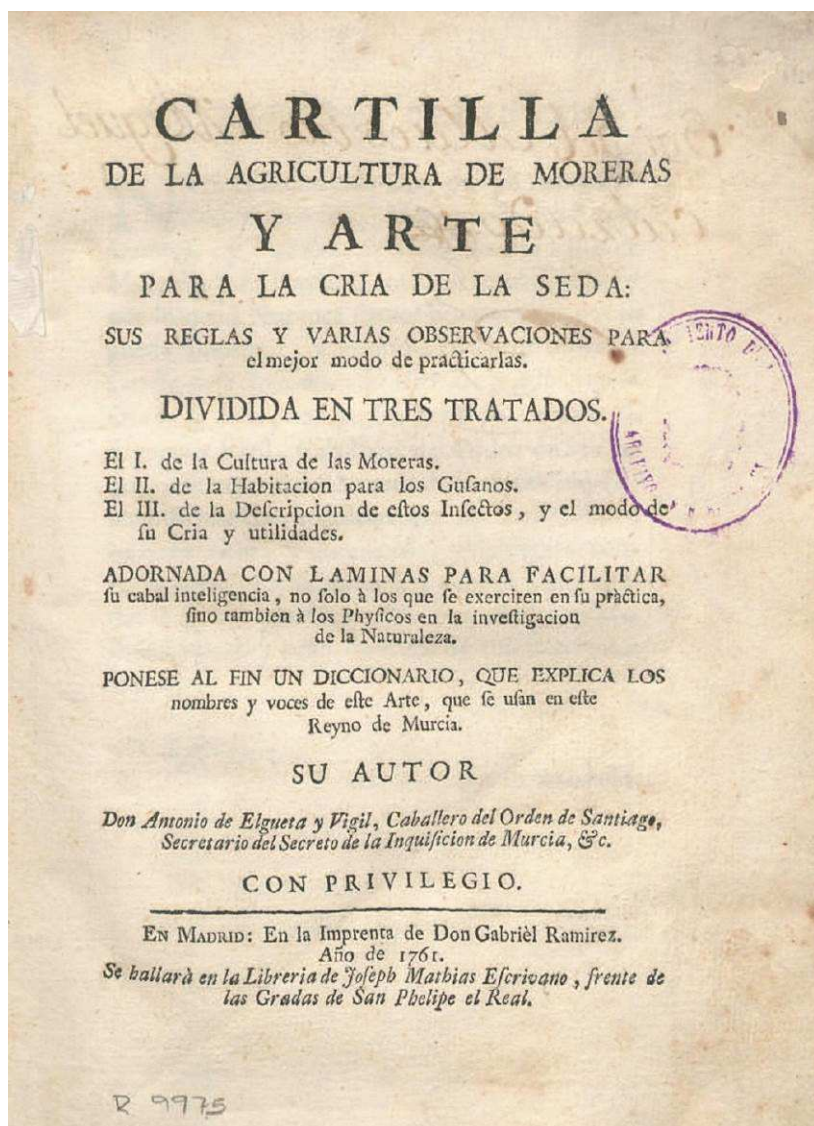 CARTILLA
DE LA AGRICULTURA DE MORERAS
Y ARTE
PARA LA CRIA DE LA SEDA:
SUS REGLAS Y VARIAS OBSERVACIONES PARA
el mejor modo de practicarlas.
DIVIDIDA EN TRES TRATADOS.
El I. de la Cultura de las Moreras.
El II. de la Habitacion para los Guſanos.
El III. de la Deſcripcion de eſtos Inſectos, y el modo de
ſu Cria y utilidades.
ADORNADA CON LAMINAS PARA FACILITAR
ſu cabal inteligencia, no ſolo à los que ſe exerciren en ſu pràctica,
ſino tambien à los Phyſicos en la inveſtigacion
de la Naturaleza.
PONESE AL FIN UN DICCIONARIO, QUE EXPLICA LOS
nombres y voces de eſte Arte, que ſe uſan en eſte
Reyno de Murcia.
SU AUTOR
Don Antonio de Elgueta y Vigil, Caballero del Orden de Santiago,
Secretario del Secreto de la Inquiſicion de Murcia, &c.
CON PRIVILEGIO.
EN MADRID: En la Imprenta de Don Gabrièl Ramirez.
Año de 1761.
Se hallarà en la Libreria de Joſeph Mathias Eſcrivano, frente de
las Gradas de San Phelipe el Real.
R 9975